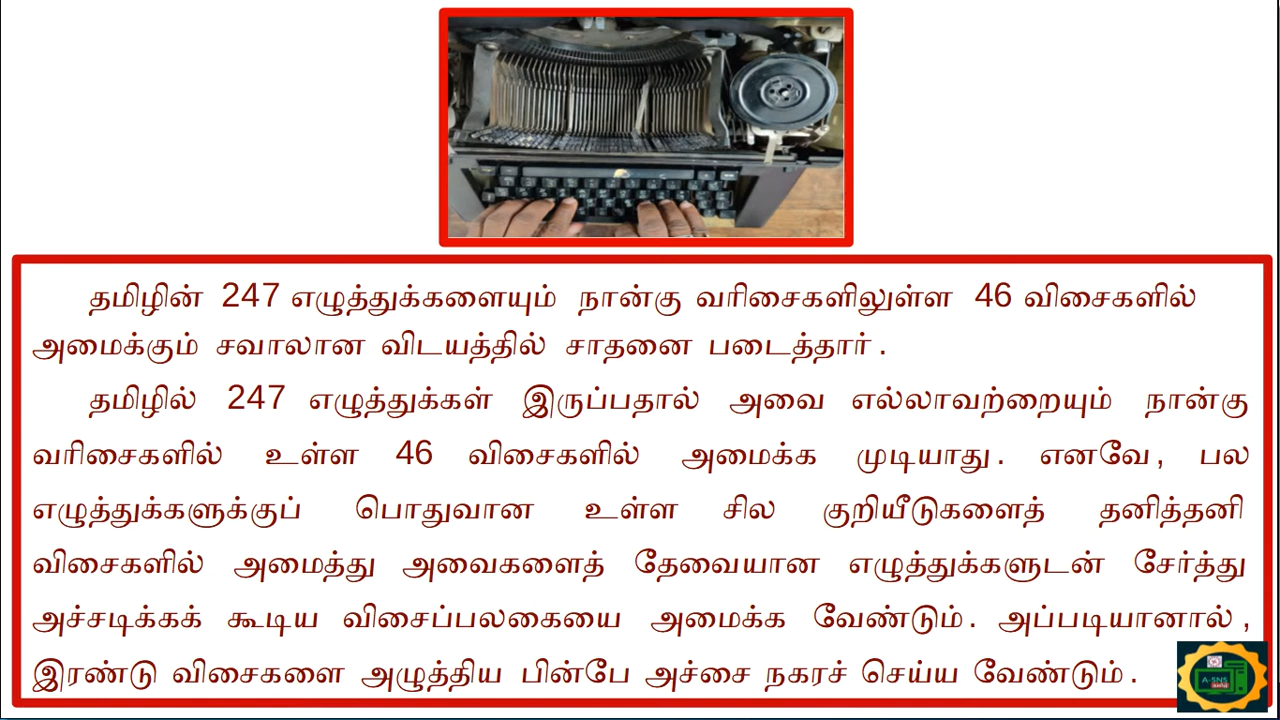 தமிழின் 247 எழுத்துக்களையும் நான்கு வரிசைகளிலுள்ள 46 விசைகளில்
அமைக்கும் சவாலான விடயத்தில் சாதனை படைத்தார்.
தமிழில் 247 எழுத்துக்கள் இருப்பதால் அவை எல்லாவற்றையும் நான்கு
வரிசைகளில் உள்ள 46 விசைகளில் அமைக்க முடியாது. எனவே, பல
எழுத்துக்களுக்குப் பொதுவான உள்ள சில குறியீடுகளைத் தனித்தனி
விசைகளில் அமைத்து அவைகளைத் தேவையான எழுத்துக்களுடன் சேர்த்து
அச்சடிக்கக் கூடிய விசைப்பலகையை அமைக்க வேண்டும். அப்படியானால்,
இரண்டு விசைகளை அழுத்திய பின்பே அச்சை நகரச் செய்ய வேண்டும்.
A-SNS
தமிழ்